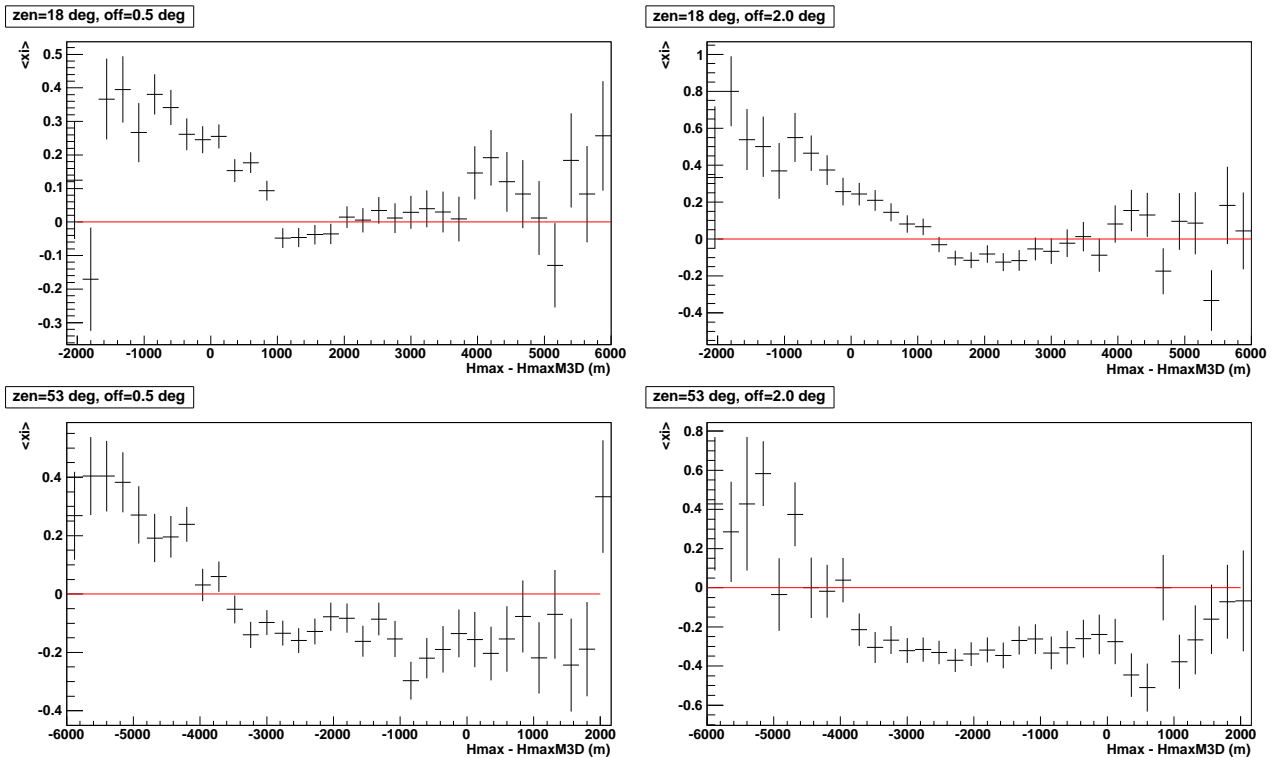 zen=18 deg, off=0.5 deg
<xi>
0.5
0.4
0.3
0.2
0.1
0
-0.1
-0.2
-0.3
-2000 -1000 0 1000 2000 3000 4000 5000 6000
Hmax - HmaxM3D (m)
zen=18 deg, off=2.0 deg
<xi>
1
0.8
0.6
0.4
0.2
0
-0.2
-0.4
-2000 -1000 0 1000 2000 3000 4000 5000 6000
Hmax - HmaxM3D (m)
zen=53 deg, off=0.5 deg
<xi>
0.4
0.2
0
-0.2
-0.4
-6000 -5000 -4000 -3000 -2000 -1000 0 1000 2000
Hmax - HmaxM3D (m)
zen=53 deg, off=2.0 deg
<xi>
0.8
0.6
0.4
0.2
0
-0.2
-0.4
-0.6
-6000 -5000 -4000 -3000 -2000 -1000 0 1000 2000
Hmax - HmaxM3D (m)